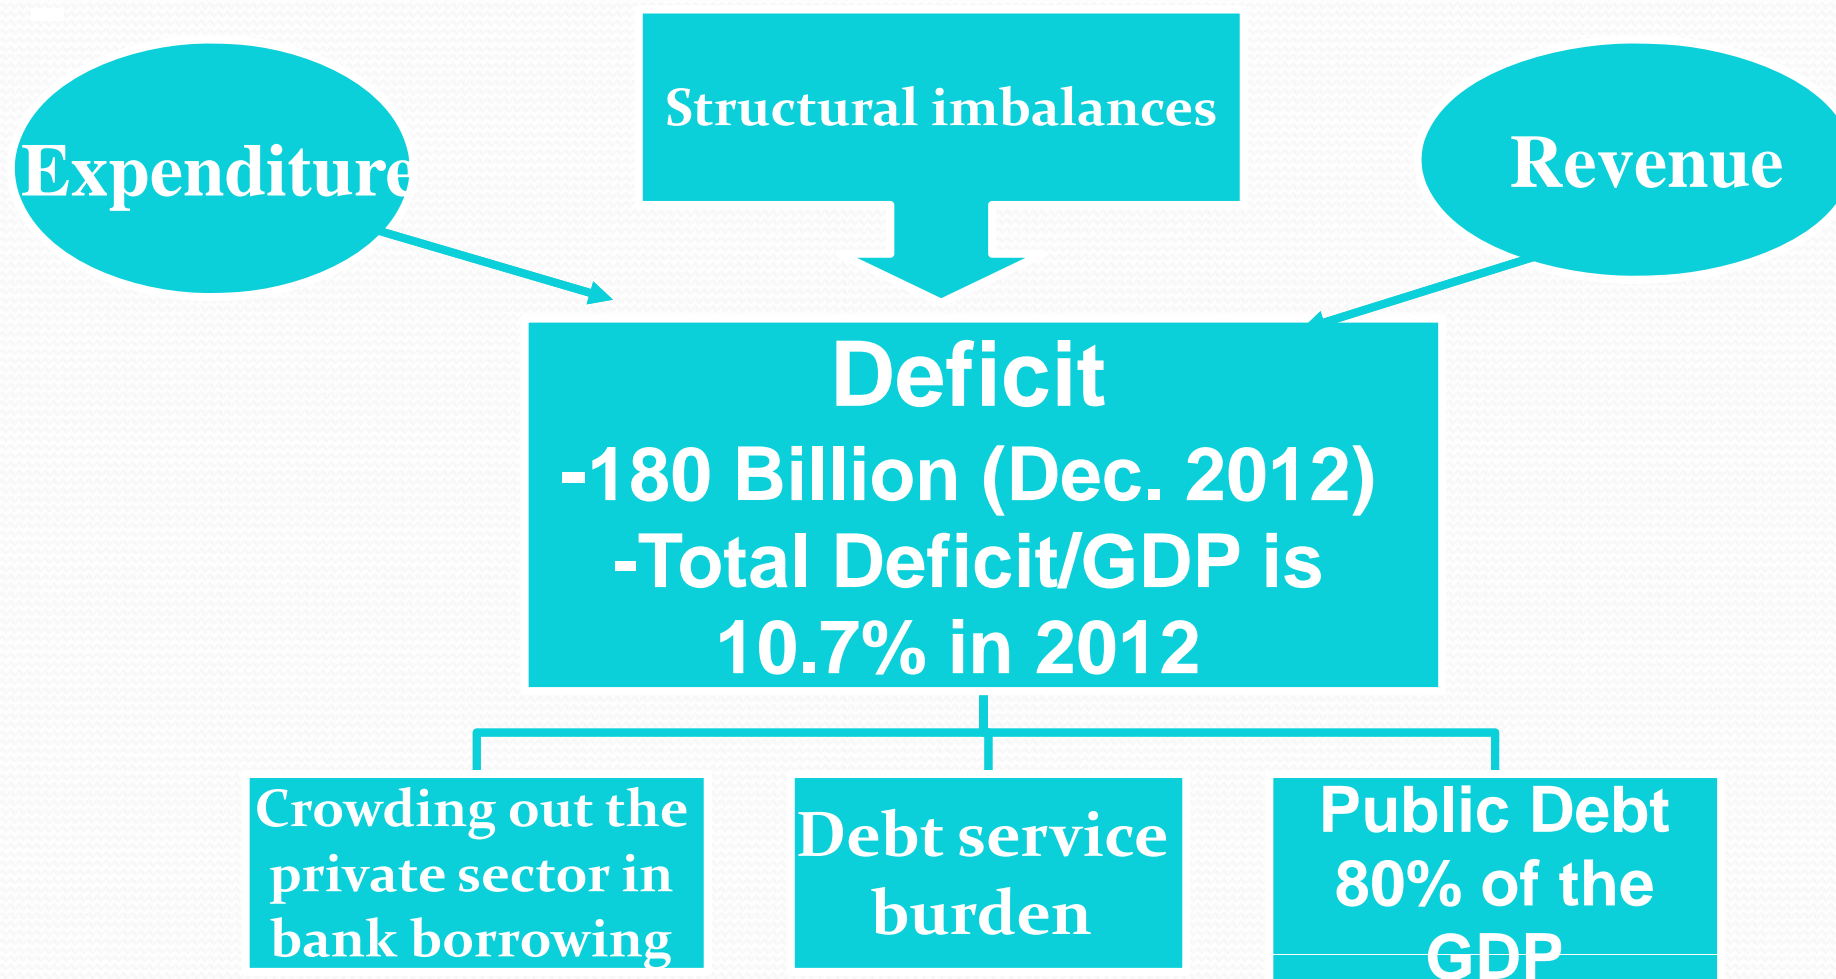 Structural imbalances
Expenditure
Revenue
Deficit
-180 Billion (Dec. 2012)
-Total Deficit/GDP is
10.7% in 2012
Crowding out the
private sector in
bank borrowing
Debt service
burden
Public Debt
80% of the
GDP